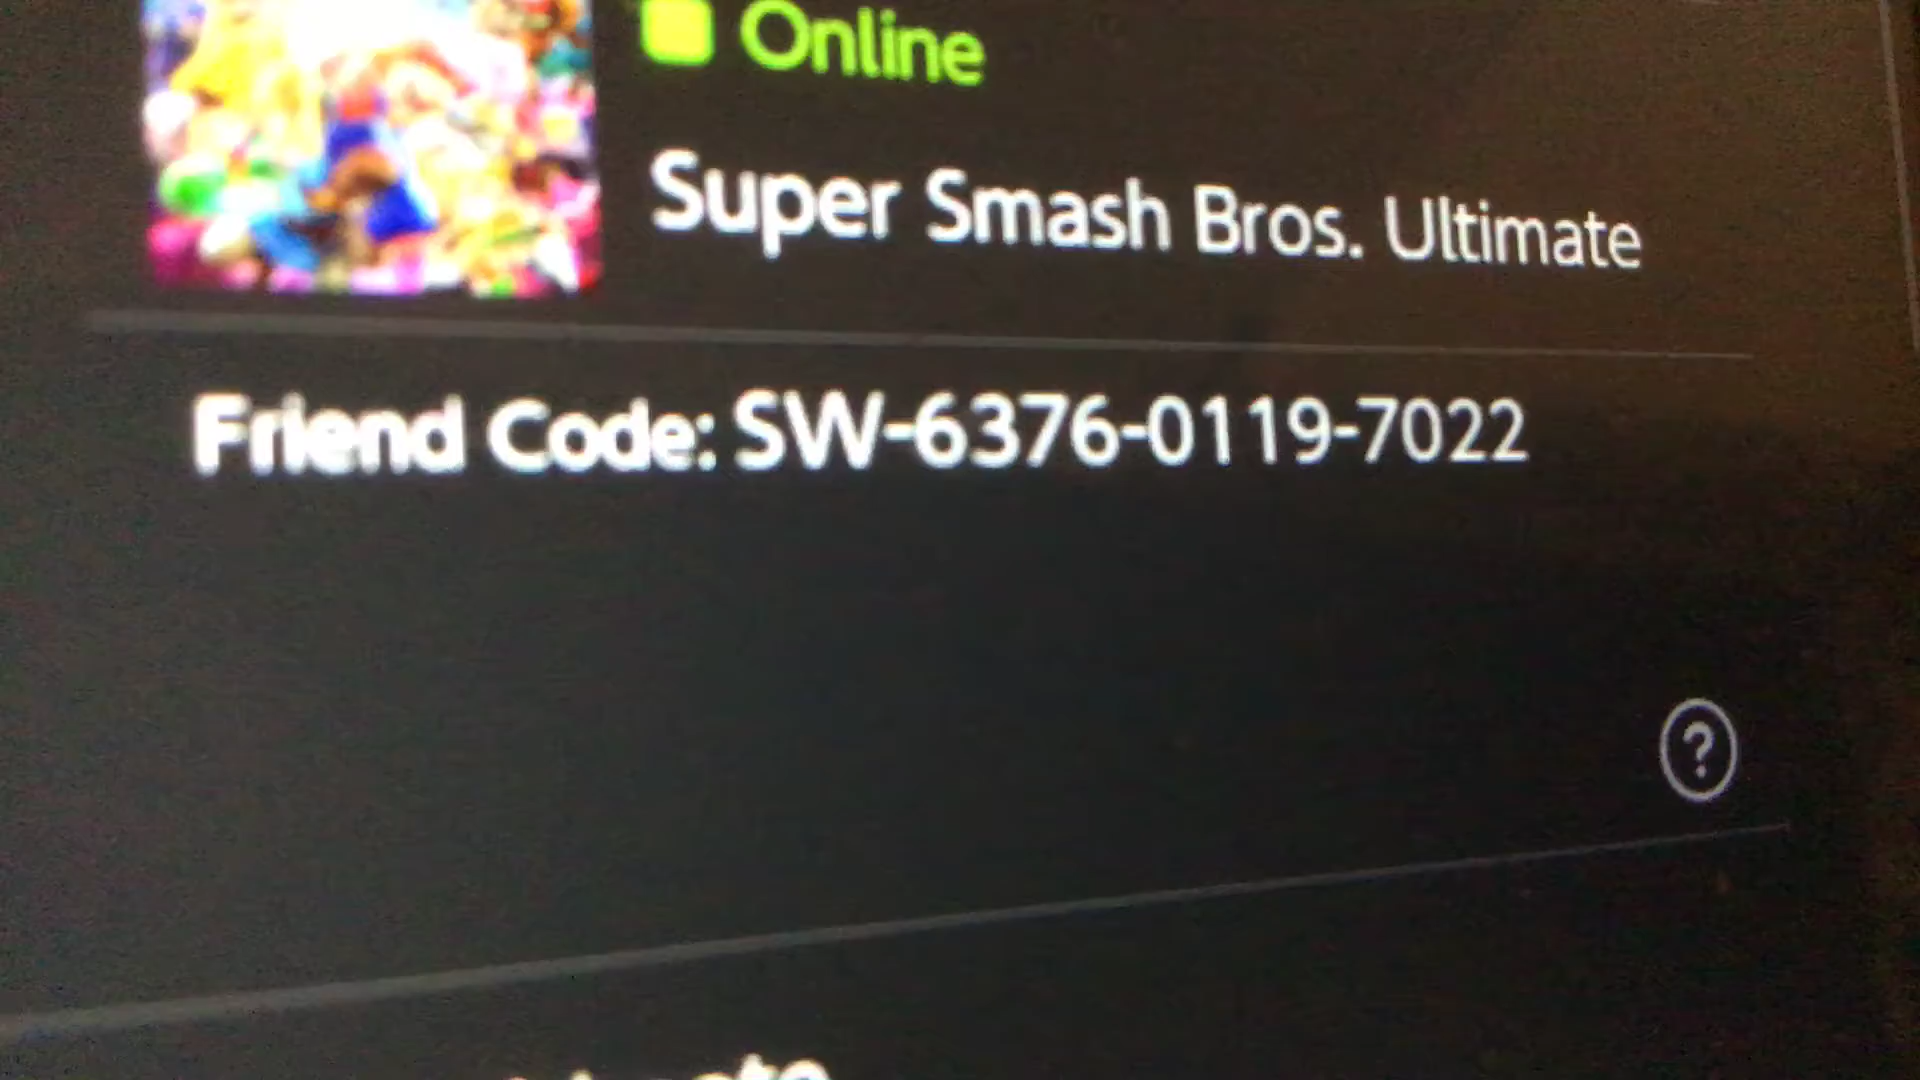 Online
Super Smash Bros. Ultimate
Friend Code: SW-6376-0119-7022
?